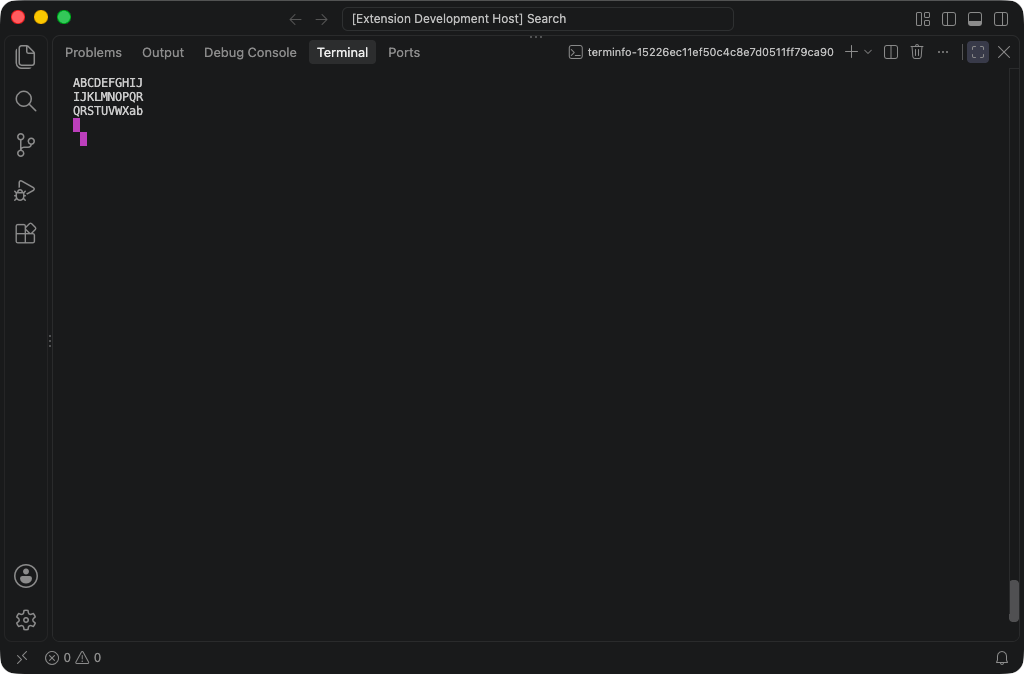 [Extension Development Host] Search
Problems Output Debug Console Terminal Ports terminfo-15226ec11ef50c4c8e7d0511ff79ca90
ABCDEFGHIJ
IJKLMNOPQR
QRSTUVWXab
0 0